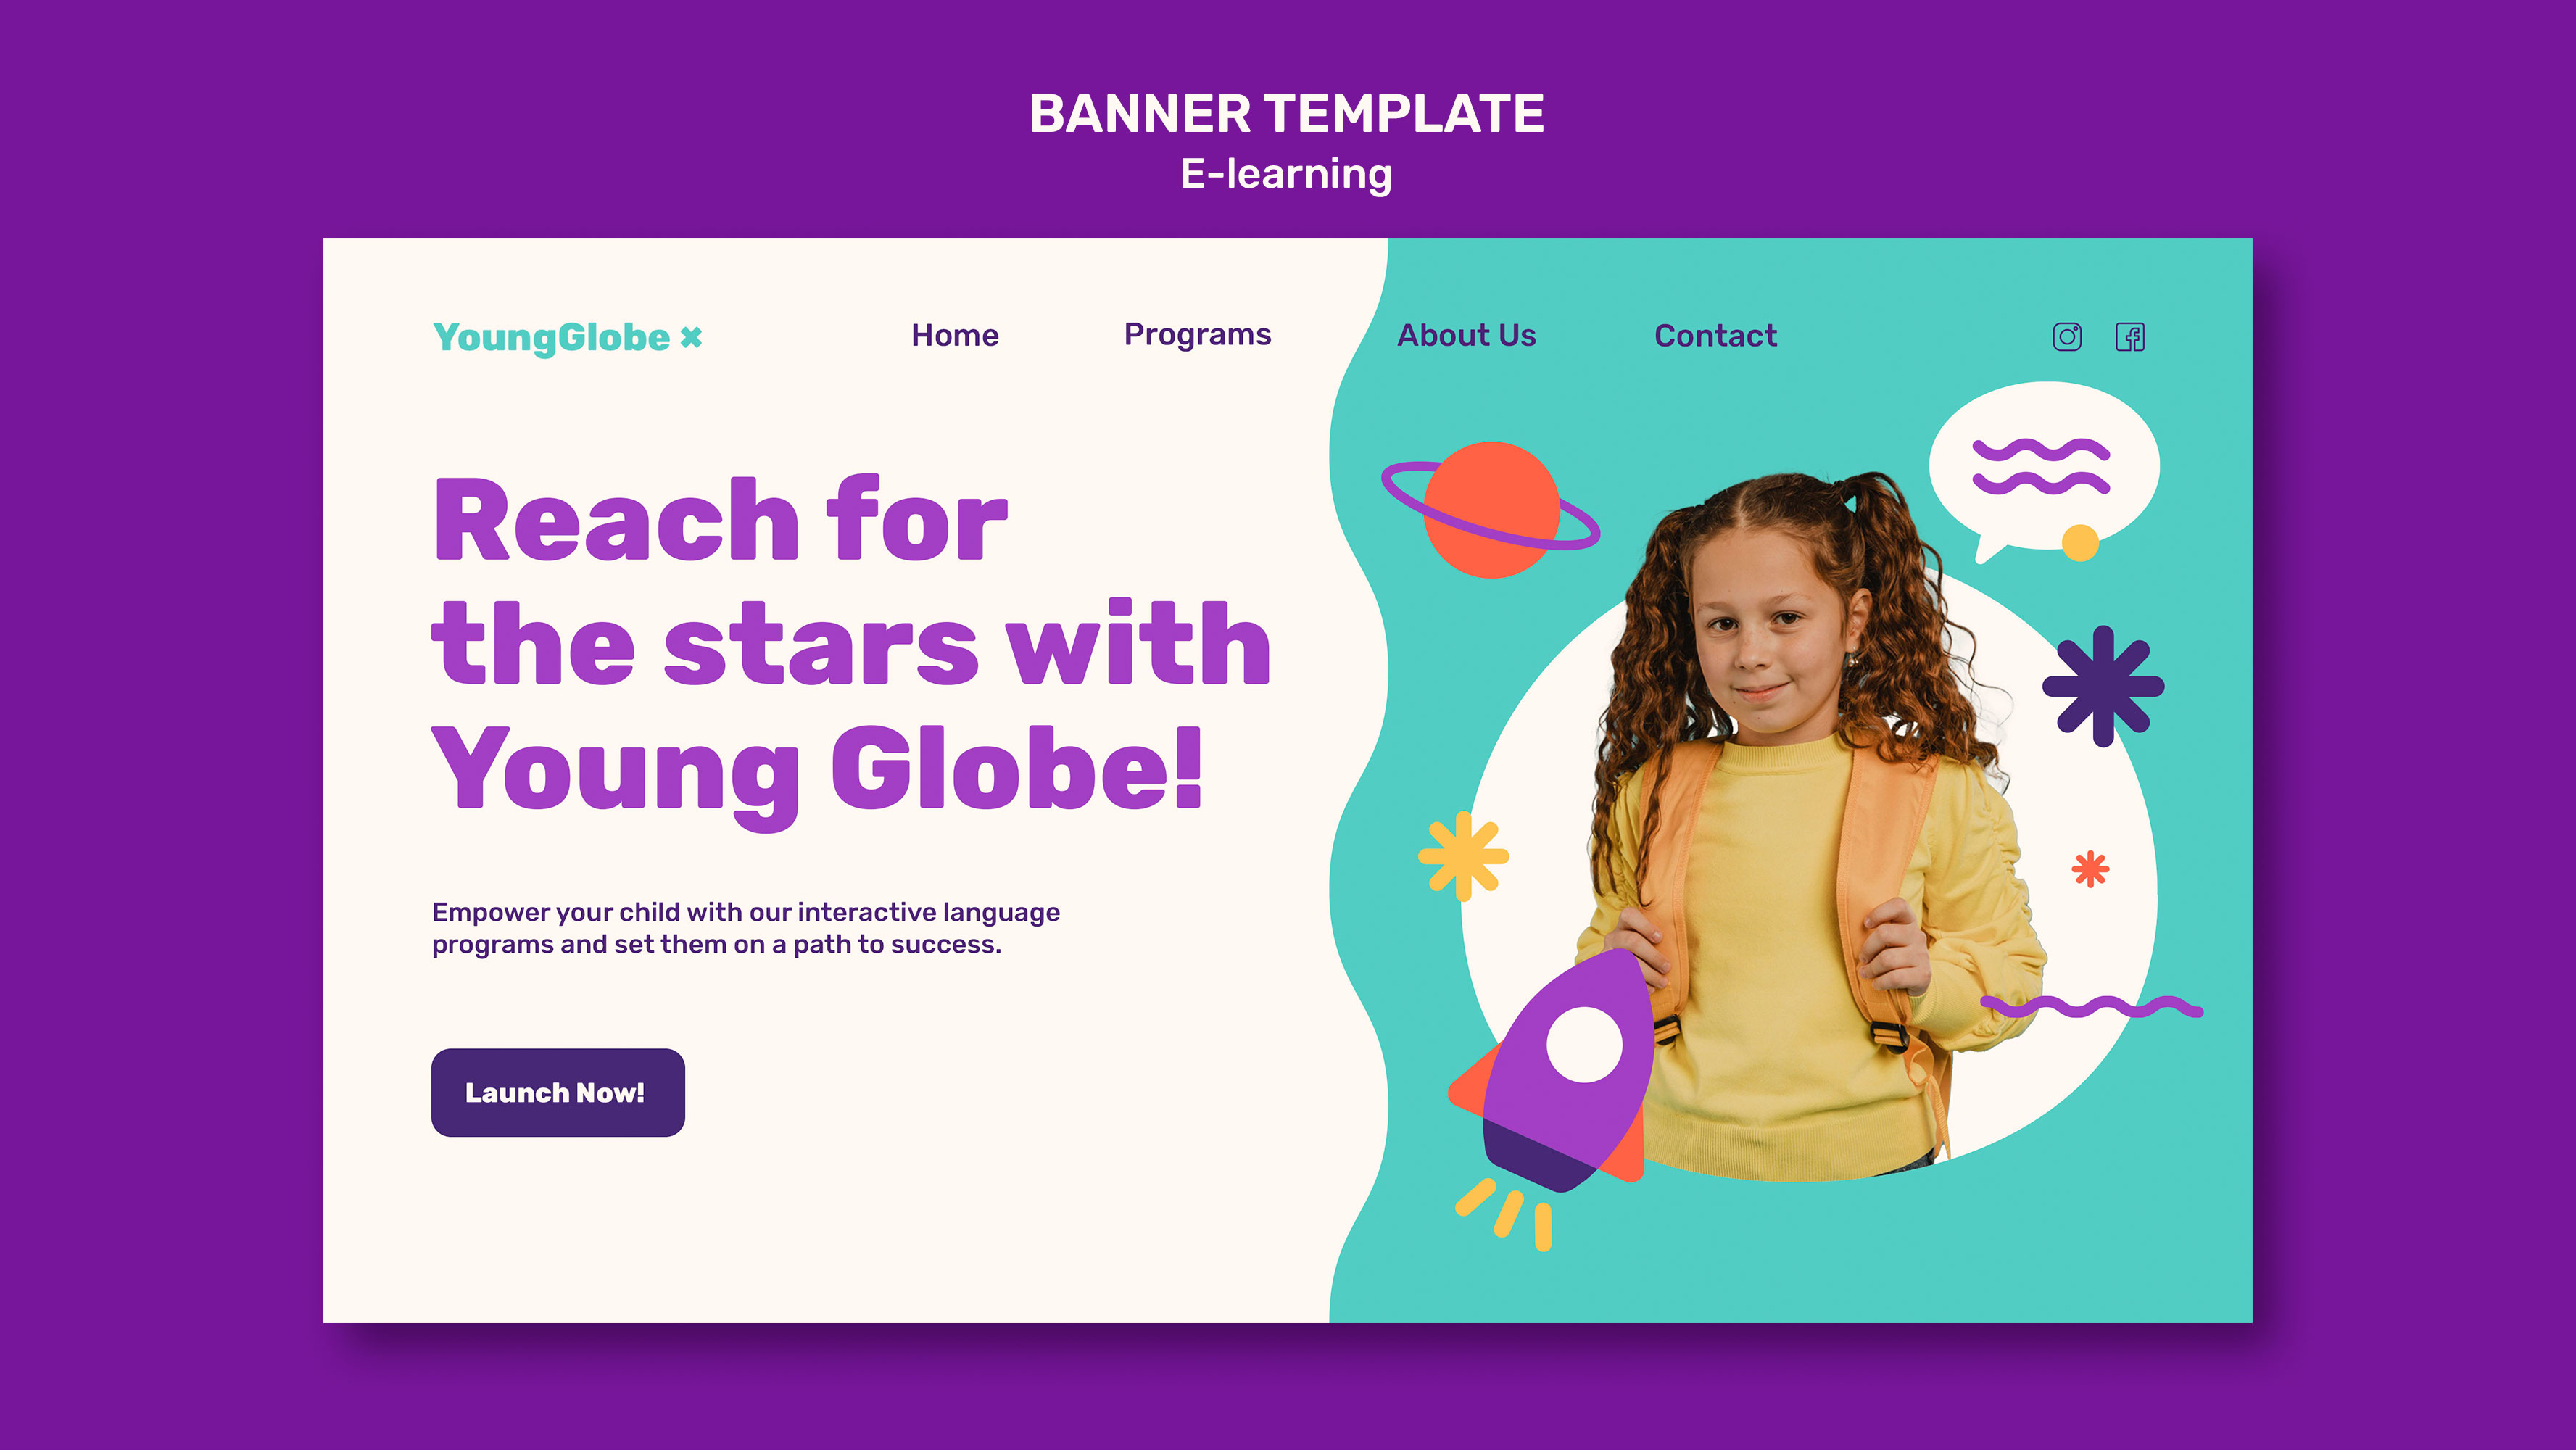 BANNER TEMPLATE
E-learning
YoungGlobe
Home
Programs
About Us
Contact
Reach for
the stars with
Young Globe!
Empower your child with our interactive language
programs and set them on a path to success.
Launch Now!